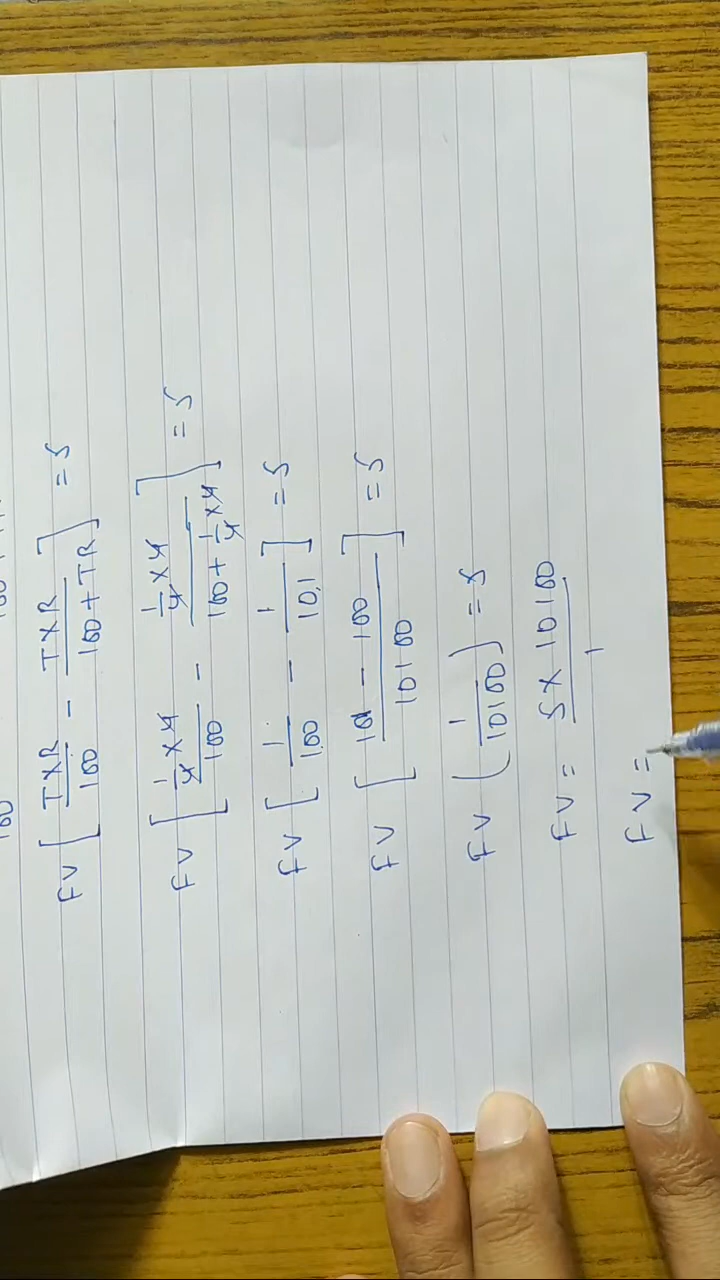 FV [ TXR/100 - TXR/100 + TR ] = 5
FV [ 1/4 X 4/100 - 1/4 X 4/100 + 1/4 X 4 ] = 5
FV [ 1/100 - 1/101 ] = 5
FV [ 101 - 100/10100 ] = 5
FV ( 1/10100 ) = 5
FV = 5 X 10100/1
FV =